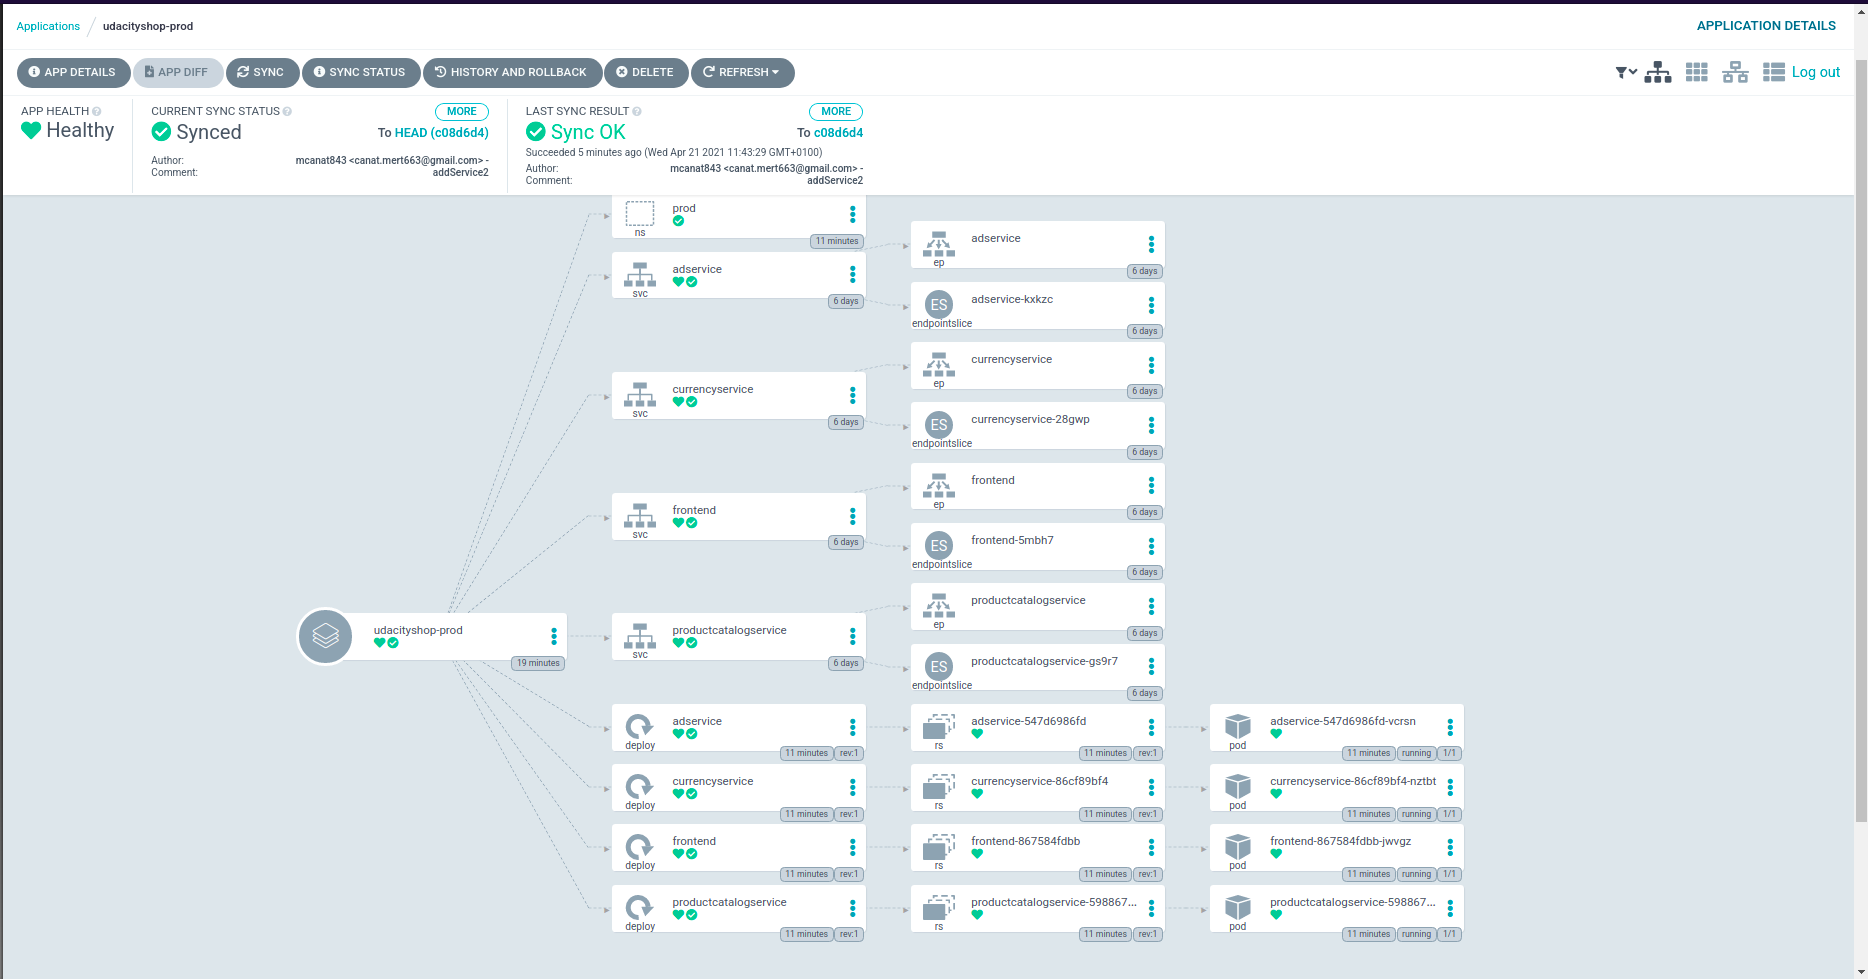 Applications / udacityshop-prod
APPLICATION DETAILS
APP DETAILS
APP DIFF
SYNC
SYNC STATUS
HISTORY AND ROLLBACK
DELETE
REFRESH
Log out
APP HEALTH
Healthy
CURRENT SYNC STATUS
MORE
Synced
To HEAD (c08d6d4)
Author: mcanat843 <canat.mert663@gmail.com> -
Comment: addService2
LAST SYNC RESULT
MORE
Sync OK
To c08d6d4
Succeeded 5 minutes ago (Wed Apr 21 2021 11:43:29 GMT+0100)
Author: mcanat843 <canat.mert663@gmail.com> -
Comment: addService2
udacityshop-prod
19 minutes
prod
ns
11 minutes
adservice
svc
6 days
adservice
ep
6 days
ES
adservice-kxkzc
endpointslice
6 days
currencyservice
svc
6 days
currencyservice
ep
6 days
ES
currencyservice-28gwp
endpointslice
6 days
frontend
svc
6 days
frontend
ep
6 days
ES
frontend-5mbh7
endpointslice
6 days
productcatalogservice
svc
6 days
productcatalogservice
ep
6 days
ES
productcatalogservice-gs9r7
endpointslice
6 days
adservice
deploy
11 minutes rev:1
adservice-547d6986fd
rs
11 minutes rev:1
adservice-547d6986fd-vcrsn
pod
11 minutes running 1/1
currencyservice
deploy
11 minutes rev:1
currencyservice-86cf89bf4
rs
11 minutes rev:1
currencyservice-86cf89bf4-nztbt
pod
11 minutes running 1/1
frontend
deploy
11 minutes rev:1
frontend-867584fdbb
rs
11 minutes rev:1
frontend-867584fdbb-jwvgz
pod
11 minutes running 1/1
productcatalogservice
deploy
11 minutes rev:1
productcatalogservice-598867...
rs
11 minutes rev:1
productcatalogservice-598867...
pod
11 minutes running 1/1